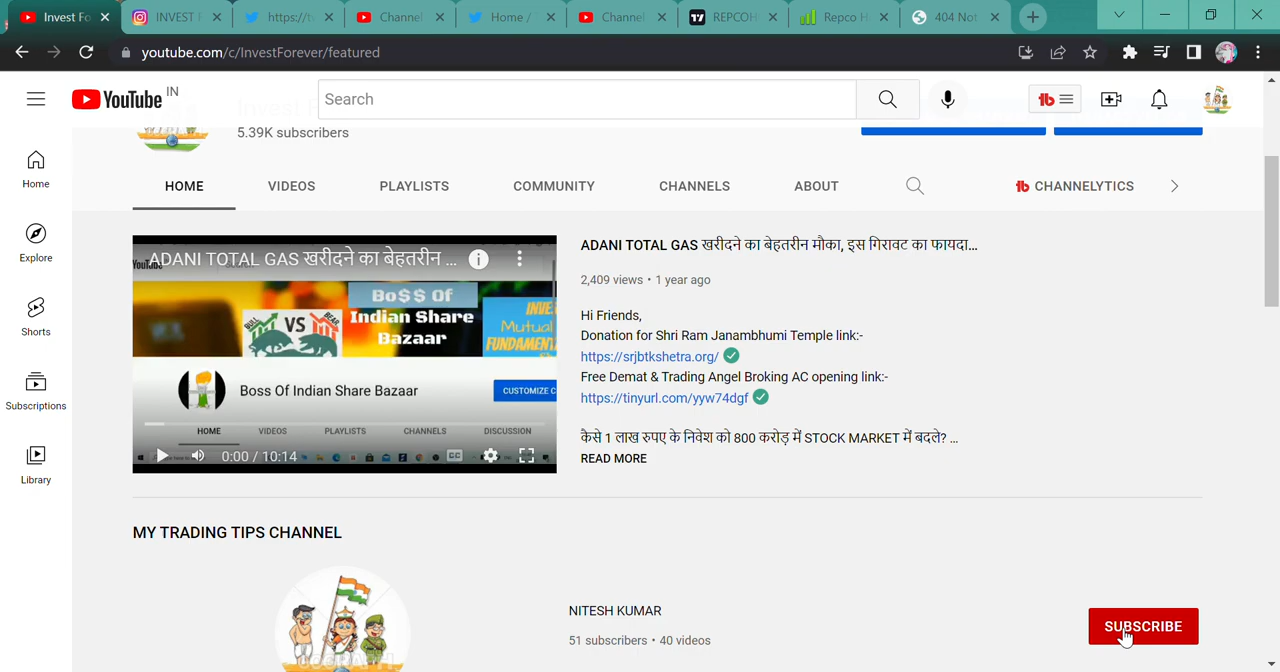 Invest Fo
INVEST F
https://t
Channel
Home /
Channel
REPCOH
Repco H
404 Not
youtube.com/c/InvestForever/featured
YouTube IN
Search
5.39K subscribers
HOME
VIDEOS
PLAYLISTS
COMMUNITY
CHANNELS
ABOUT
CHANNELYTICS
Home
Explore
Shorts
Subscriptions
Library
ADANI TOTAL GAS खरीदने का बेहतरीन ...
Bo$$ Of
Indian Share
Bazaar
BULL VS BEAR
INVE
Mutual
FUNDAMENT
Boss Of Indian Share Bazaar
CUSTOMIZE C
HOME
VIDEOS
PLAYLISTS
CHANNELS
DISCUSSION
0:00 / 10:14
ADANI TOTAL GAS खरीदने का बेहतरीन मौका, इस गिरावट का फायदा...
2,409 views • 1 year ago
Hi Friends,
Donation for Shri Ram Janambhumi Temple link:-
https://srjbtkshetra.org/
Free Demat & Trading Angel Broking AC opening link:-
https://tinyurl.com/yyw74dgf
कैसे 1 लाख रुपए के निवेश को 800 करोड़ में STOCK MARKET में बदले? ...
READ MORE
MY TRADING TIPS CHANNEL
NITESH KUMAR
51 subscribers • 40 videos
SUBSCRIBE